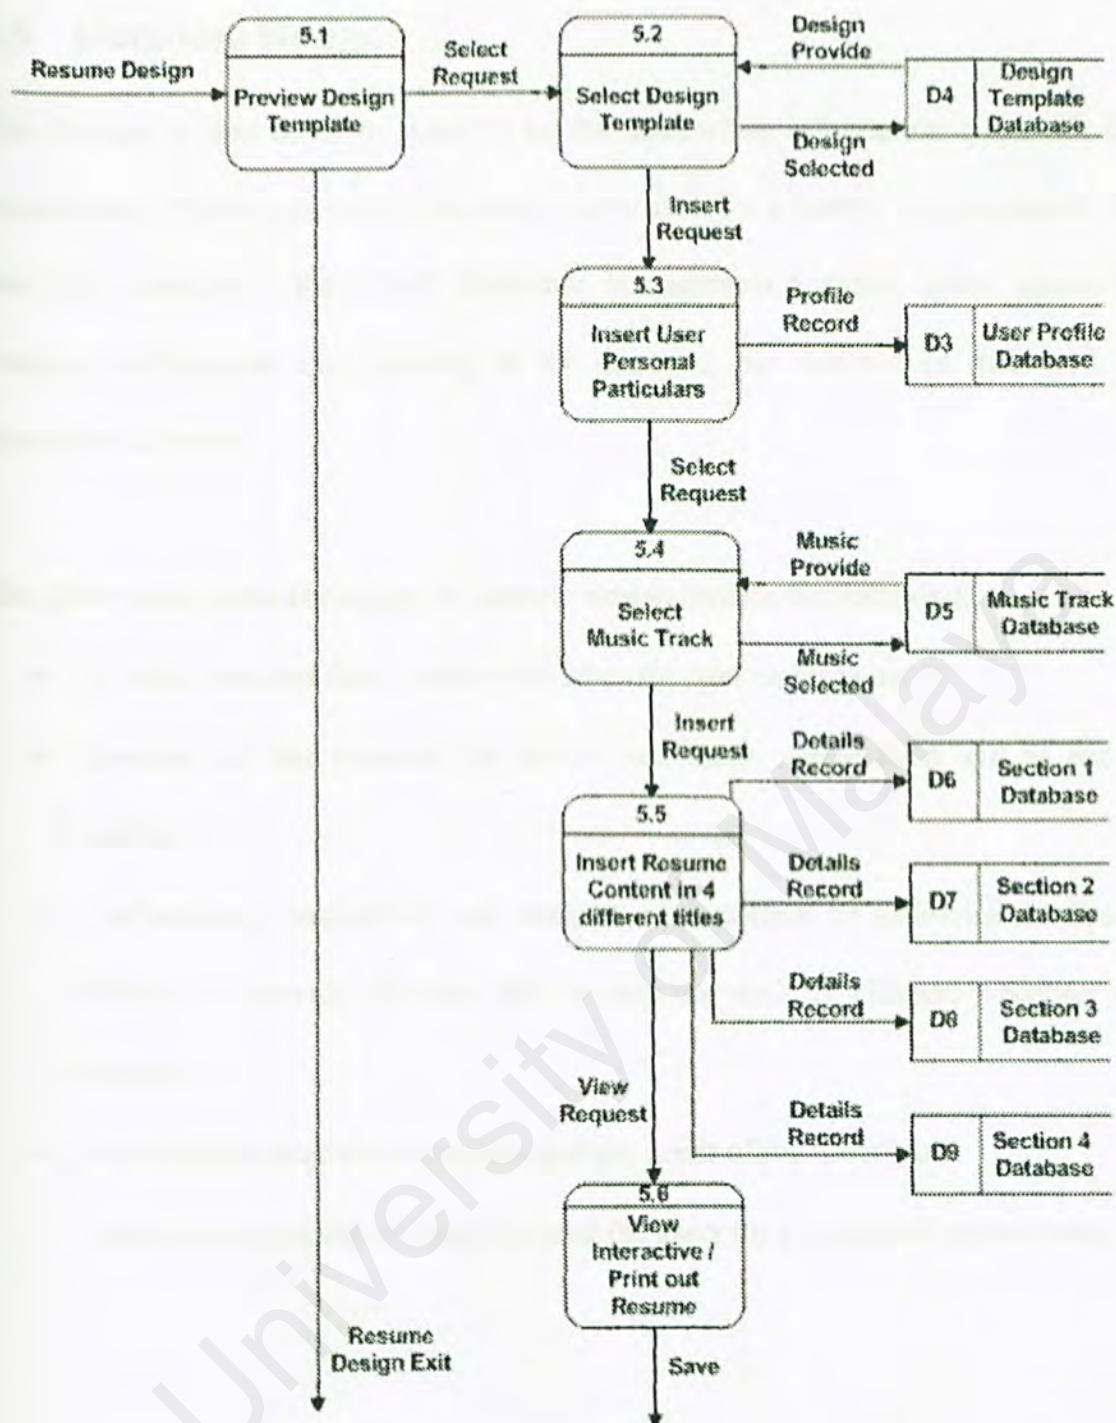 Resume Design
5.1
Preview Design
Template
Select
Request
5.2
Select Design
Template
Design
Provide
Design
Selected
D4
Design
Template
Database
Insert
Request
5.3
Insert User
Personal
Particulars
Profile
Record
D3
User Profile
Database
Select
Request
5.4
Select
Music Track
Music
Provide
Music
Selected
D5
Music Track
Database
Insert
Request
5.5
Insert Resume
Content in 4
different titles
Details
Record
D6
Section 1
Database
Details
Record
D7
Section 2
Database
Details
Record
D8
Section 3
Database
Details
Record
D9
Section 4
Database
View
Request
5.6
View
Interactive /
Print out
Resume
Resume
Design Exit
Save
University of Malaya